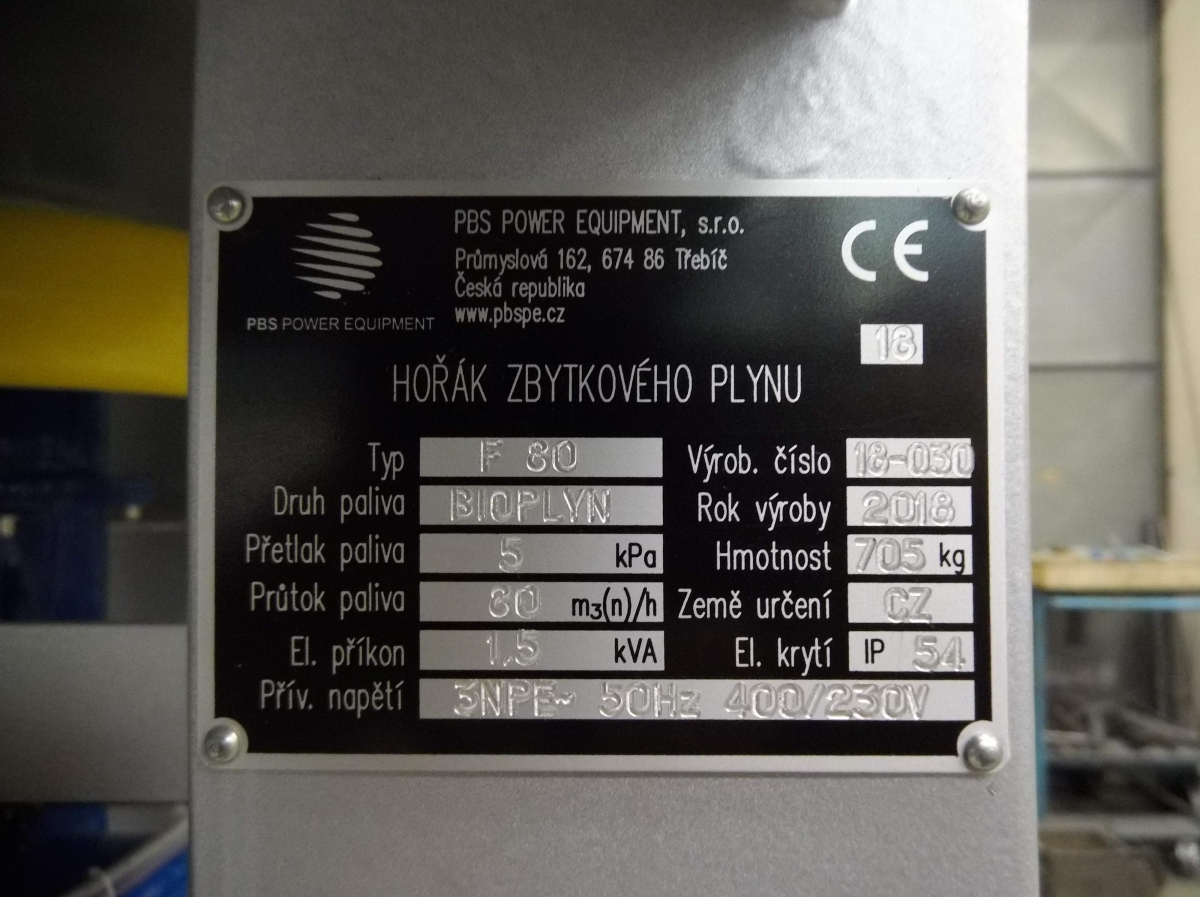 PBS POWER EQUIPMENT, s.r.o.
Průmyslová 162, 674 86 Třebíč
Česká republika
www.pbspe.cz
PBS POWER EQUIPMENT
CE
18
HOŘÁK ZBYTKOVÉHO PLYNU
Typ F 80 Výrob. číslo 18-030
Druh paliva BIOPLYN Rok výroby 2018
Přetlak paliva 5 kPa Hmotnost 705 kg
Průtok paliva 80 m₃(n)/h Země určení CZ
El. příkon 1,5 kVA El. krytí IP 54
Přív. napětí 3NPE~ 50Hz 400/230V